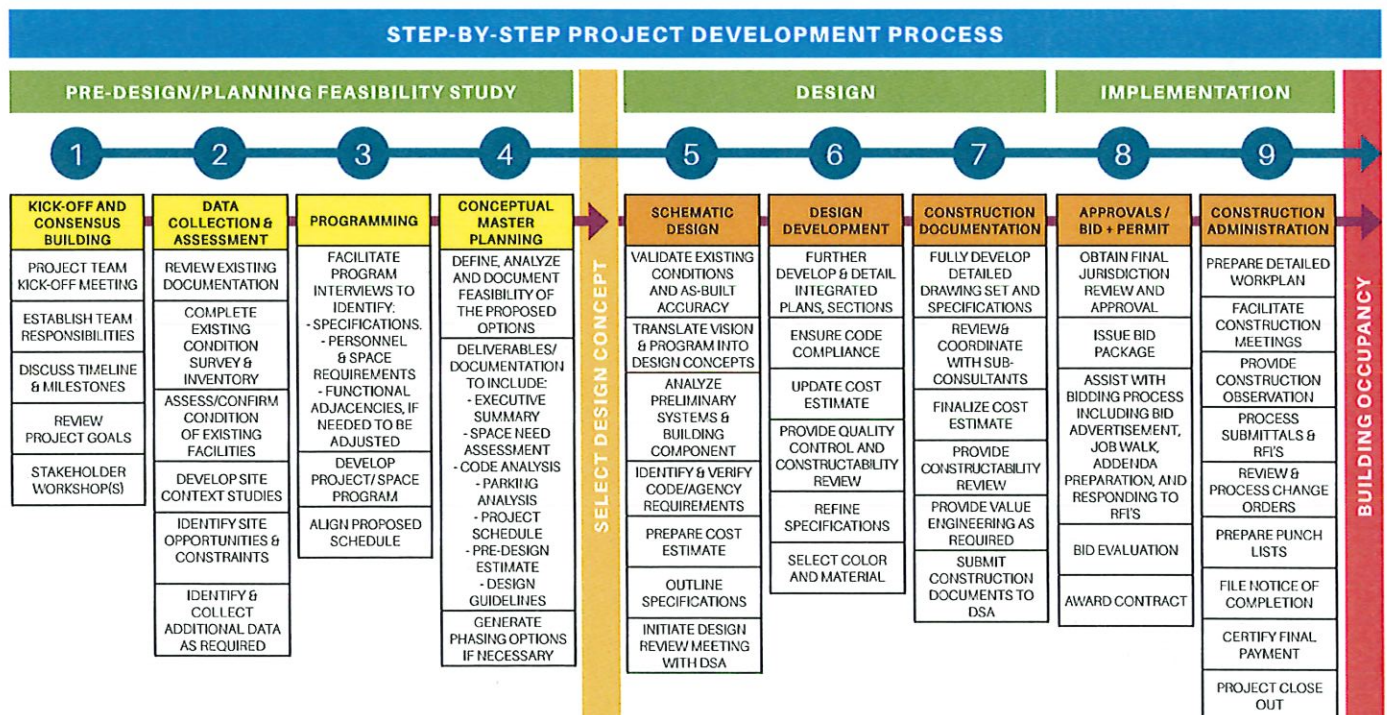 STEP-BY-STEP PROJECT DEVELOPMENT PROCESS
PRE-DESIGN/PLANNING FEASIBILITY STUDY
DESIGN
IMPLEMENTATION
1
2
3
4
5
6
7
8
9
KICK-OFF AND
CONSENSUS
BUILDING
PROJECT TEAM
KICK-OFF MEETING
ESTABLISH TEAM
RESPONSIBILITIES
DISCUSS TIMELINE
& MILESTONES
REVIEW
PROJECT GOALS
STAKEHOLDER
WORKSHOP(S)
DATA
COLLECTION &
ASSESSMENT
REVIEW EXISTING
DOCUMENTATION
COMPLETE
EXISTING
CONDITION
SURVEY &
INVENTORY
ASSESS/CONFIRM
CONDITION
OF EXISTING
FACILITIES
DEVELOP SITE
CONTEXT STUDIES
IDENTIFY SITE
OPPORTUNITIES &
CONSTRAINTS
IDENTIFY &
COLLECT
ADDITIONAL DATA
AS REQUIRED
PROGRAMMING
FACILITATE
PROGRAM
INTERVIEWS TO
IDENTIFY:
- SPECIFICATIONS.
- PERSONNEL
& SPACE
REQUIREMENTS
- FUNCTIONAL
ADJACENCIES, IF
NEEDED TO BE
ADJUSTED
DEVELOP
PROJECT/ SPACE
PROGRAM
ALIGN PROPOSED
SCHEDULE
CONCEPTUAL
MASTER
PLANNING
DEFINE, ANALYZE
AND DOCUMENT
FEASIBILITY OF
THE PROPOSED
OPTIONS
DELIVERABLES/
DOCUMENTATION
TO INCLUDE:
- EXECUTIVE
SUMMARY
- SPACE NEED
ASSESSMENT
- CODE ANALYSIS
- PARKING
ANALYSIS
- PROJECT
SCHEDULE
- PRE-DESIGN
ESTIMATE
- DESIGN
GUIDELINES
GENERATE
PHASING OPTIONS
IF NECESSARY
SELECT DESIGN CONCEPT
SCHEMATIC
DESIGN
VALIDATE EXISTING
CONDITIONS
AND AS-BUILT
ACCURACY
TRANSLATE VISION
& PROGRAM INTO
DESIGN CONCEPTS
ANALYZE
PRELIMINARY
SYSTEMS &
BUILDING
COMPONENT
IDENTIFY & VERIFY
CODE/AGENCY
REQUIREMENTS
PREPARE COST
ESTIMATE
OUTLINE
SPECIFICATIONS
INITIATE DESIGN
REVIEW MEETING
WITH DSA
DESIGN
DEVELOPMENT
FURTHER
DEVELOP & DETAIL
INTEGRATED
PLANS, SECTIONS
ENSURE CODE
COMPLIANCE
UPDATE COST
ESTIMATE
PROVIDE QUALITY
CONTROL AND
CONSTRUCTABILITY
REVIEW
REFINE
SPECIFICATIONS
SELECT COLOR
AND MATERIAL
CONSTRUCTION
DOCUMENTATION
FULLY DEVELOP
DETAILED
DRAWING SET AND
SPECIFICATIONS
REVIEW&
COORDINATE
WITH SUB-
CONSULTANTS
FINALIZE COST
ESTIMATE
PROVIDE
CONSTRUCTABILITY
REVIEW
PROVIDE VALUE
ENGINEERING AS
REQUIRED
SUBMIT
CONSTRUCTION
DOCUMENTS TO
DSA
APPROVALS /
BID + PERMIT
OBTAIN FINAL
JURISDICTION
REVIEW AND
APPROVAL
ISSUE BID
PACKAGE
ASSIST WITH
BIDDING PROCESS
INCLUDING BID
ADVERTISEMENT,
JOB WALK,
ADDENDA
PREPARATION, AND
RESPONDING TO
RFI'S
BID EVALUATION
AWARD CONTRACT
CONSTRUCTION
ADMINISTRATION
PREPARE DETAILED
WORKPLAN
FACILITATE
CONSTRUCTION
MEETINGS
PROVIDE
CONSTRUCTION
OBSERVATION
PROCESS
SUBMITTALS &
RFI'S
REVIEW &
PROCESS CHANGE
ORDERS
PREPARE PUNCH
LISTS
FILE NOTICE OF
COMPLETION
CERTIFY FINAL
PAYMENT
PROJECT CLOSE
OUT
BUILDING OCCUPANCY